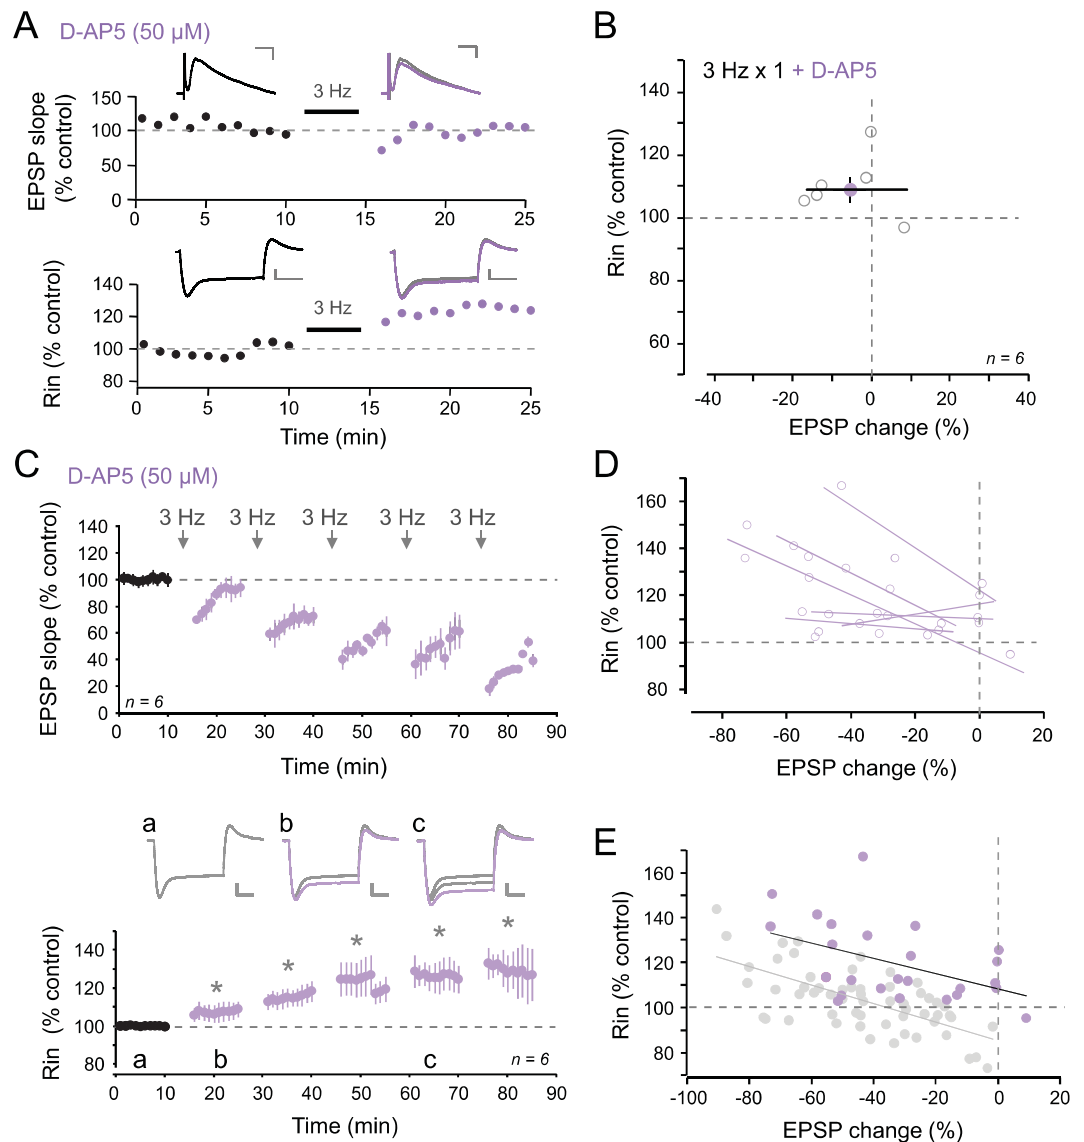 A
D-AP5 (50 µM)
3 Hz
EPSP slope
(% control)
150
100
50
0
0 5 10 15 20 25
3 Hz
Rin (% control)
140
120
100
80
0 5 10 15 20 25
Time (min)
B
3 Hz x 1 + D-AP5
Rin (% control)
140
120
100
80
60
n = 6
-40 -20 0 20 40
EPSP change (%)
C
D-AP5 (50 µM)
3 Hz 3 Hz 3 Hz 3 Hz 3 Hz
EPSP slope (% control)
140
120
100
80
60
40
20
0
n = 6
0 10 20 30 40 50 60 70 80 90
Time (min)
a b c
* * * * *
Rin (% control)
140
120
100
80
a b c n = 6
0 10 20 30 40 50 60 70 80 90
Time (min)
D
Rin (% control)
160
140
120
100
80
-80 -60 -40 -20 0 20
EPSP change (%)
E
Rin (% control)
160
140
120
100
80
-100 -80 -60 -40 -20 0 20
EPSP change (%)